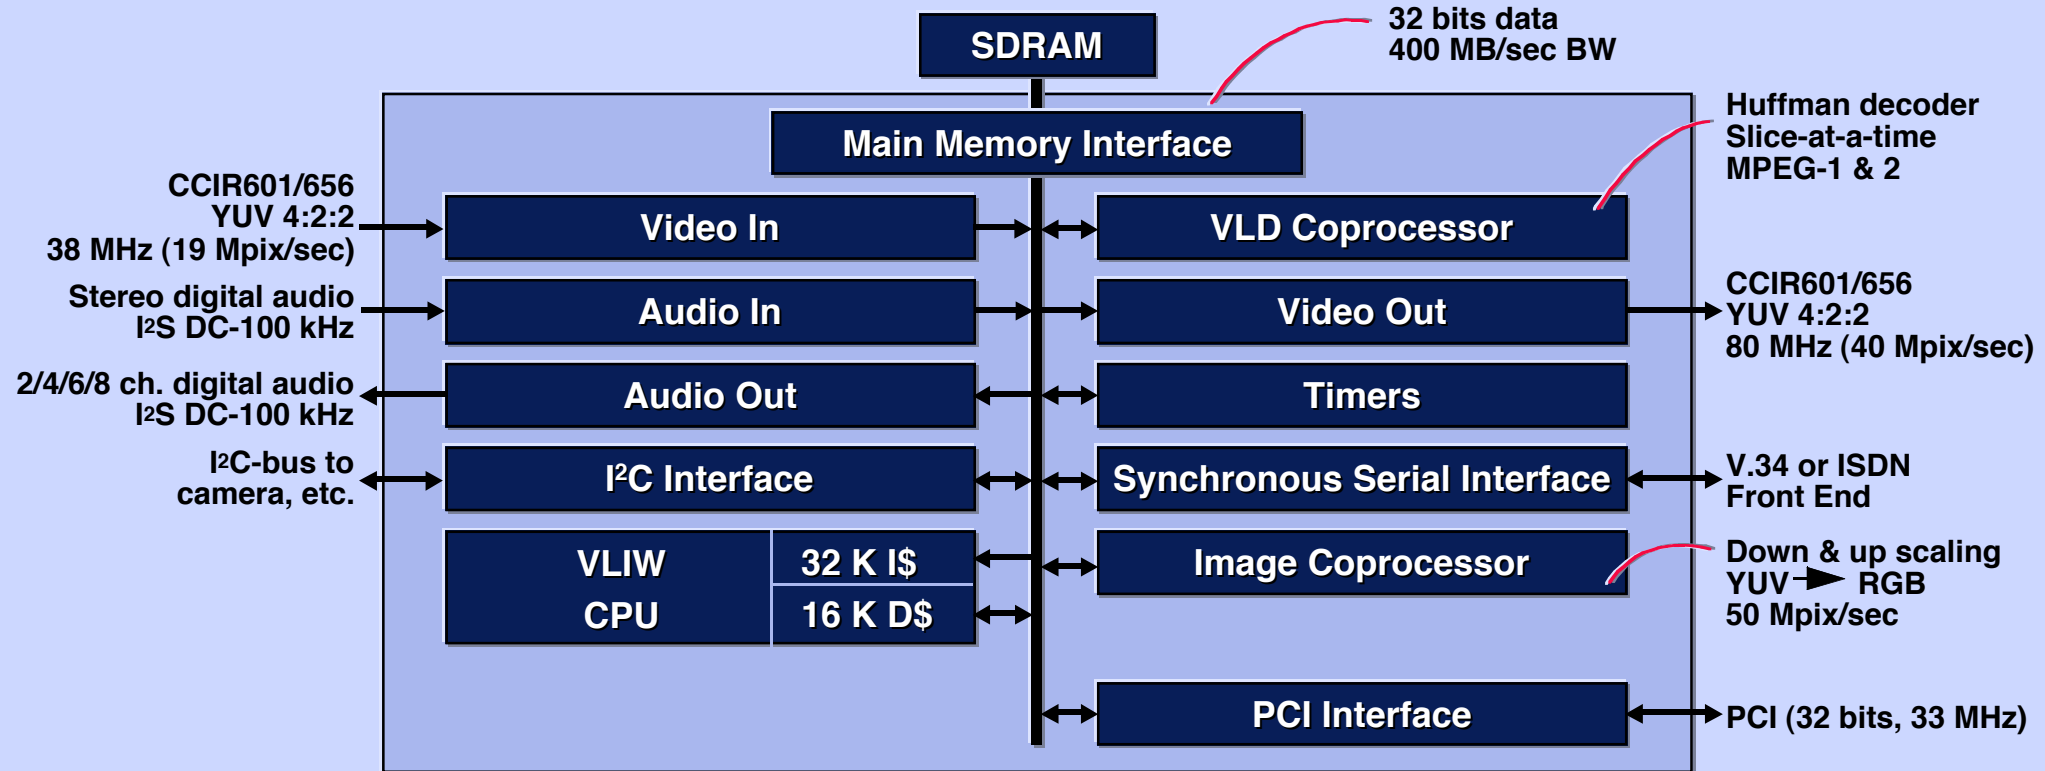 SDRAM
32 bits data
400 MB/sec BW
Main Memory Interface
Huffman decoder
Slice-at-a-time
MPEG-1 & 2
CCIR601/656
YUV 4:2:2
38 MHz (19 Mpix/sec)
Video In
VLD Coprocessor
Stereo digital audio
I²S DC-100 kHz
Audio In
Video Out
CCIR601/656
YUV 4:2:2
80 MHz (40 Mpix/sec)
2/4/6/8 ch. digital audio
I²S DC-100 kHz
Audio Out
Timers
I²C-bus to
camera, etc.
I²C Interface
Synchronous Serial Interface
V.34 or ISDN
Front End
VLIW
CPU
32 K I$
16 K D$
Image Coprocessor
Down & up scaling
YUV RGB
50 Mpix/sec
PCI Interface
PCI (32 bits, 33 MHz)